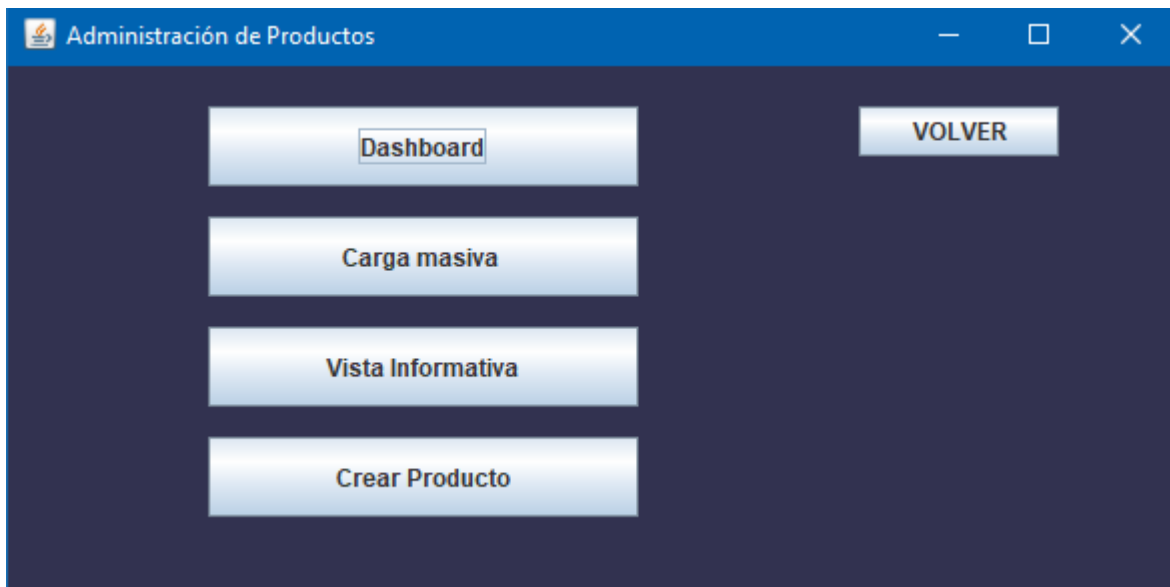 Administración de Productos
Dashboard
VOLVER
Carga masiva
Vista Informativa
Crear Producto